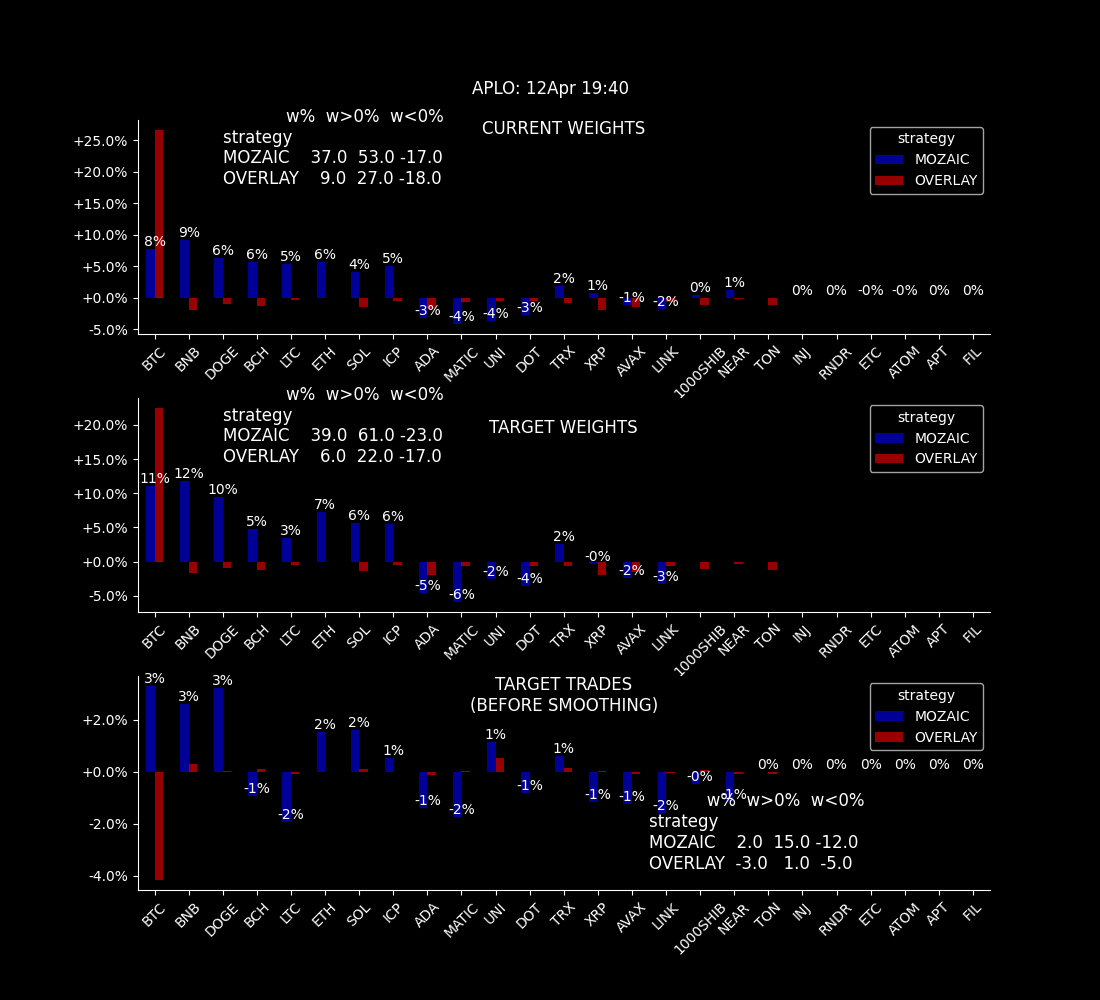 APLO: 12Apr 19:40
CURRENT WEIGHTS
w% w>0% w<0%
strategy
MOZAIC 37.0 53.0 -17.0
OVERLAY 9.0 27.0 -18.0
strategy
MOZAIC
OVERLAY
+25.0%
+20.0%
+15.0%
+10.0%
+5.0%
+0.0%
-5.0%
8% 9% 6% 6% 5% 6% 4% 5% -3% -4% -4% -3% 2% 1% -1% -2% 0% 1% 0% 0% -0% -0% 0% 0%
BTC BNB DOGE BCH LTC ETH SOL ICP ADA MATIC UNI DOT TRX XRP AVAX LINK 1000SHIB NEAR TON INJ RNDR ETC ATOM APT FIL
TARGET WEIGHTS
w% w>0% w<0%
strategy
MOZAIC 39.0 61.0 -23.0
OVERLAY 6.0 22.0 -17.0
strategy
MOZAIC
OVERLAY
+20.0%
+15.0%
+10.0%
+5.0%
+0.0%
-5.0%
11% 12% 10% 5% 3% 7% 6% 6% -5% -6% -2% -4% 2% -0% -2% -3%
BTC BNB DOGE BCH LTC ETH SOL ICP ADA MATIC UNI DOT TRX XRP AVAX LINK 1000SHIB NEAR TON INJ RNDR ETC ATOM APT FIL
TARGET TRADES
(BEFORE SMOOTHING)
strategy
MOZAIC
OVERLAY
+2.0%
+0.0%
-2.0%
-4.0%
3% 3% 3% -1% -2% 2% 2% 1% -1% -2% 1% -1% 1% -1% -1% -2% -0% -1% 0% 0% 0% 0% 0% 0% 0%
w% w>0% w<0%
strategy
MOZAIC 2.0 15.0 -12.0
OVERLAY -3.0 1.0 -5.0
BTC BNB DOGE BCH LTC ETH SOL ICP ADA MATIC UNI DOT TRX XRP AVAX LINK 1000SHIB NEAR TON INJ RNDR ETC ATOM APT FIL